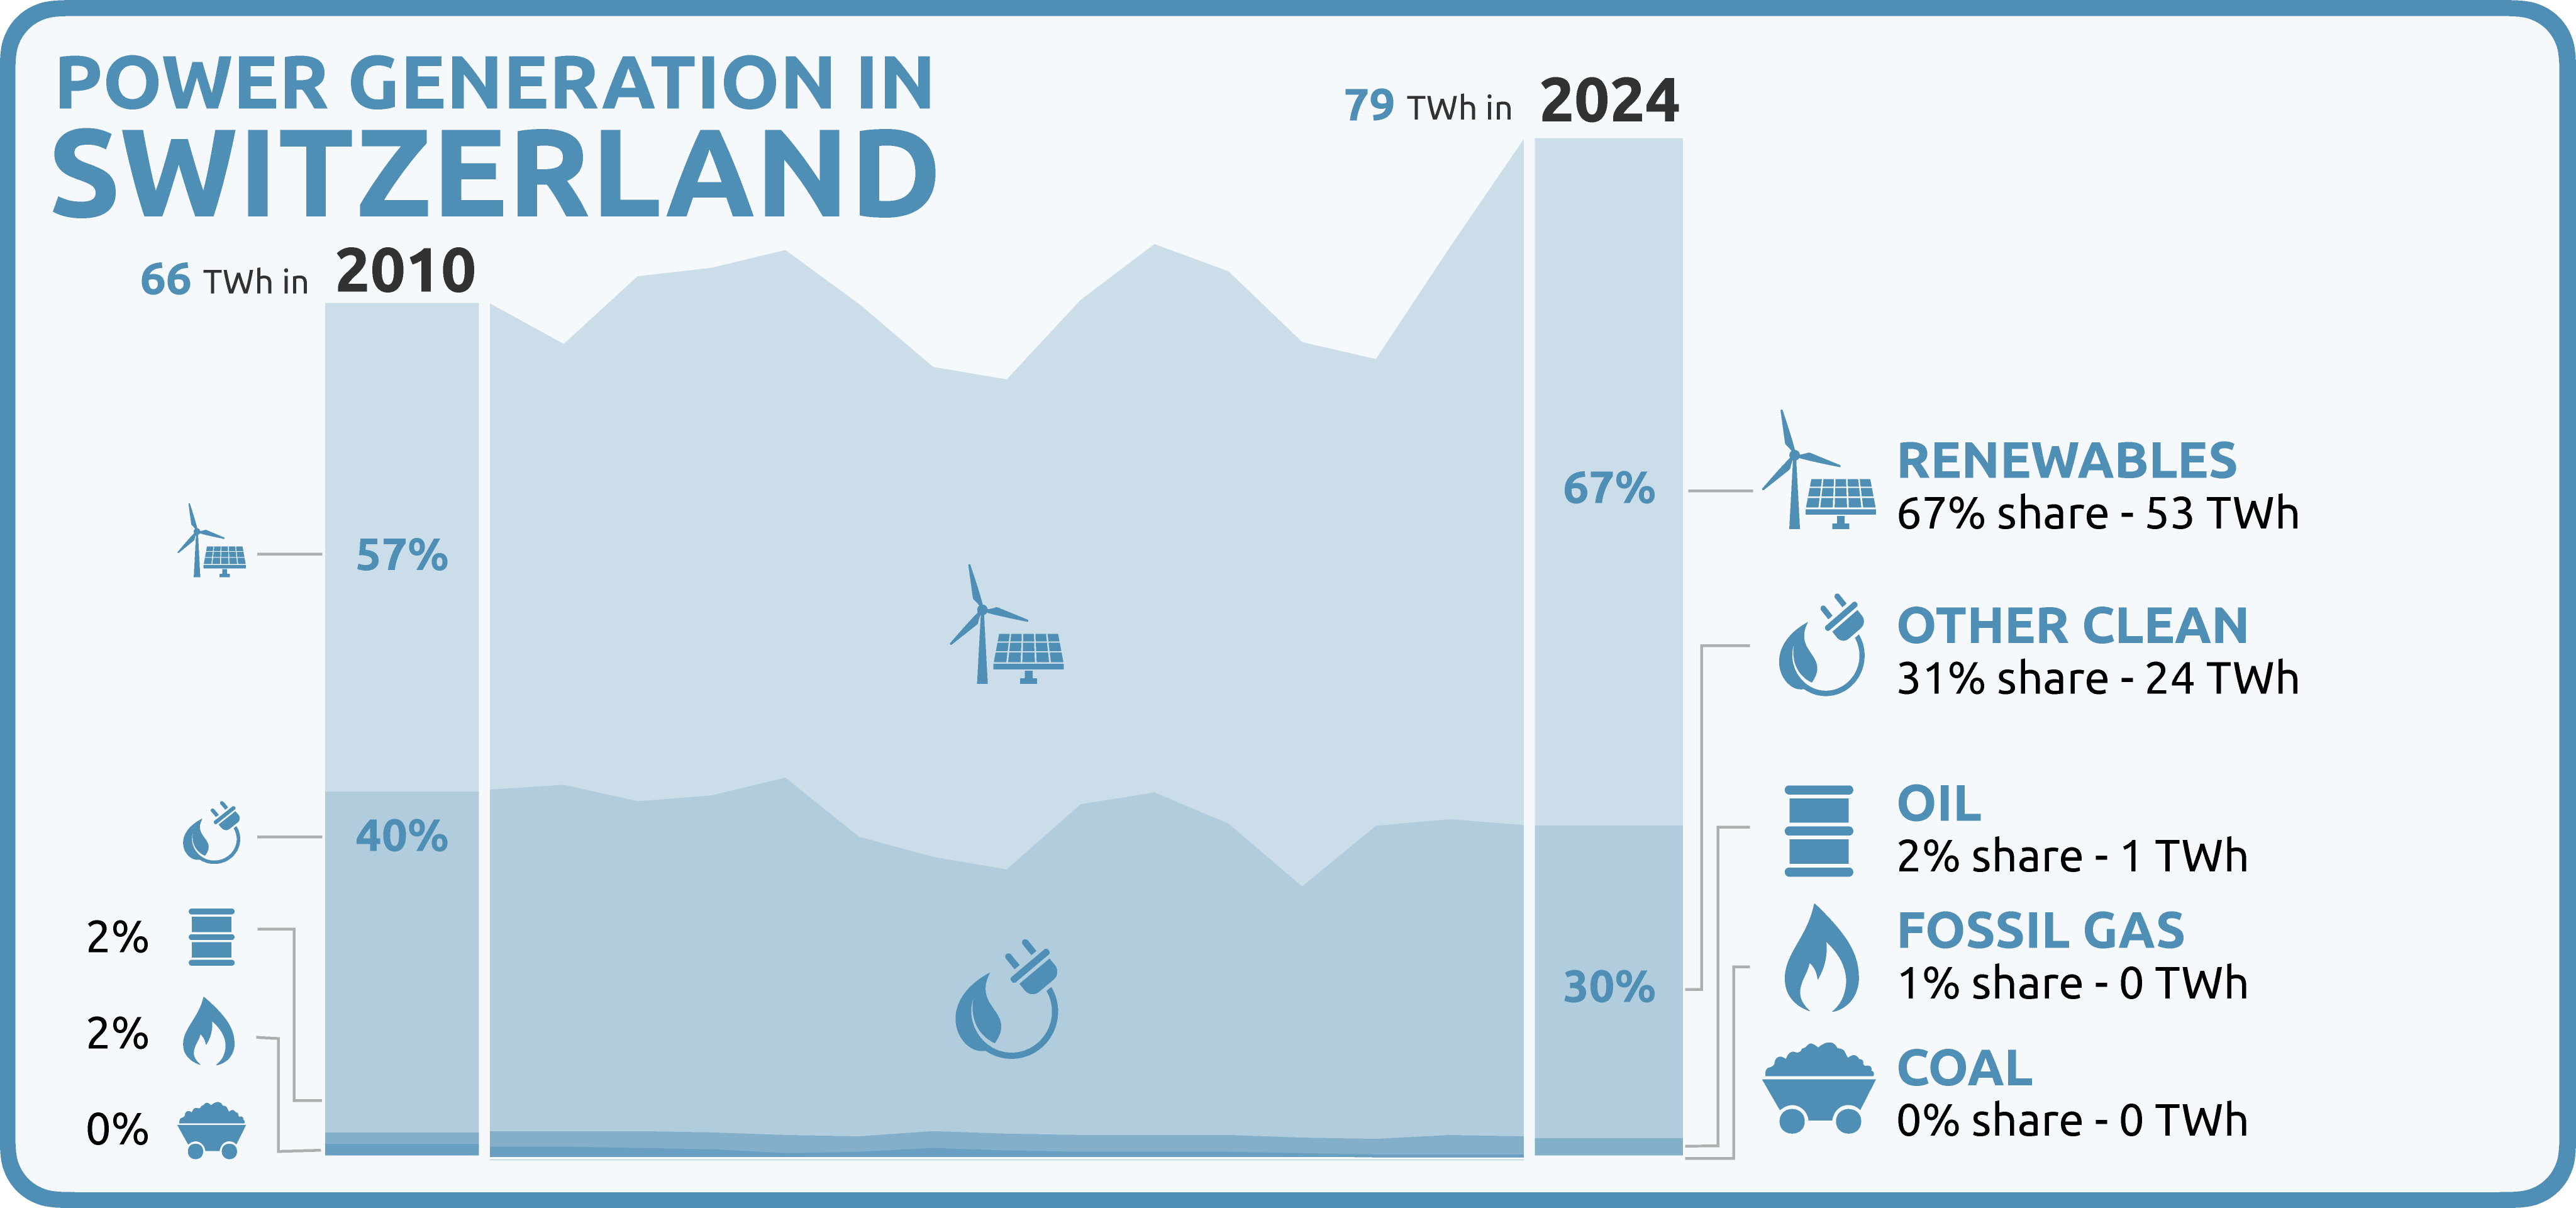 POWER GENERATION IN
SWITZERLAND
66 TWh in 2010
79 TWh in 2024
57%
40%
2%
2%
0%
67%
30%
RENEWABLES
67% share - 53 TWh
OTHER CLEAN
31% share - 24 TWh
OIL
2% share - 1 TWh
FOSSIL GAS
1% share - 0 TWh
COAL
0% share - 0 TWh